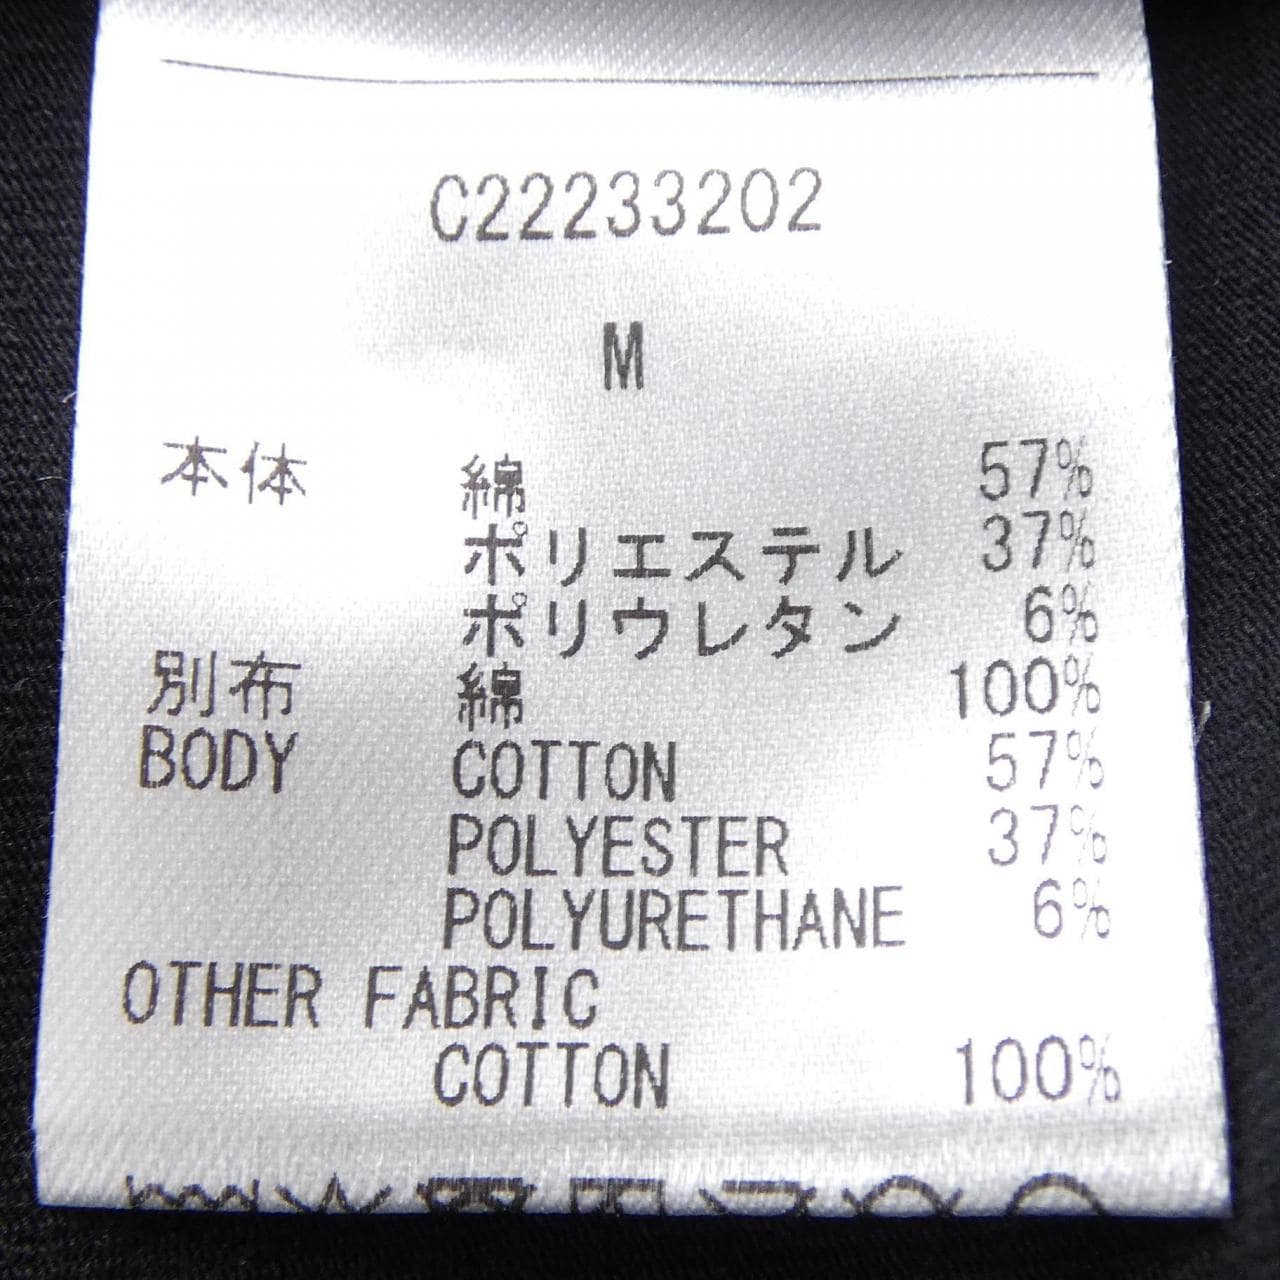 C22233202
M
本体 綿 57%
ポリエステル 37%
ポリウレタン 6%
別布 綿 100%
BODY COTTON 57%
POLYESTER 37%
POLYURETHANE 6%
OTHER FABRIC
COTTON 100%